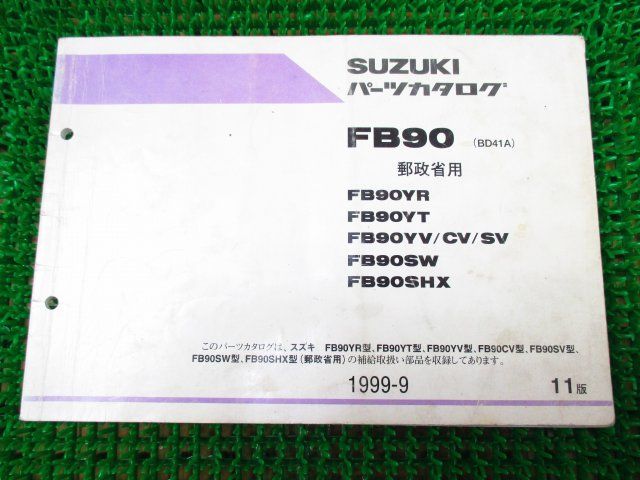 SUZUKI
パーツカタログ
FB90 (BD41A)
郵政省用
FB90YR
FB90YT
FB90YV/CV/SV
FB90SW
FB90SHX
このパーツカタログは、スズキ FB90YR型、FB90YT型、FB90YV型、FB90CV型、FB90SV型、
FB90SW型、FB90SHX型(郵政省用)の補給取扱い部品を収録してあります。
1999-9 11版